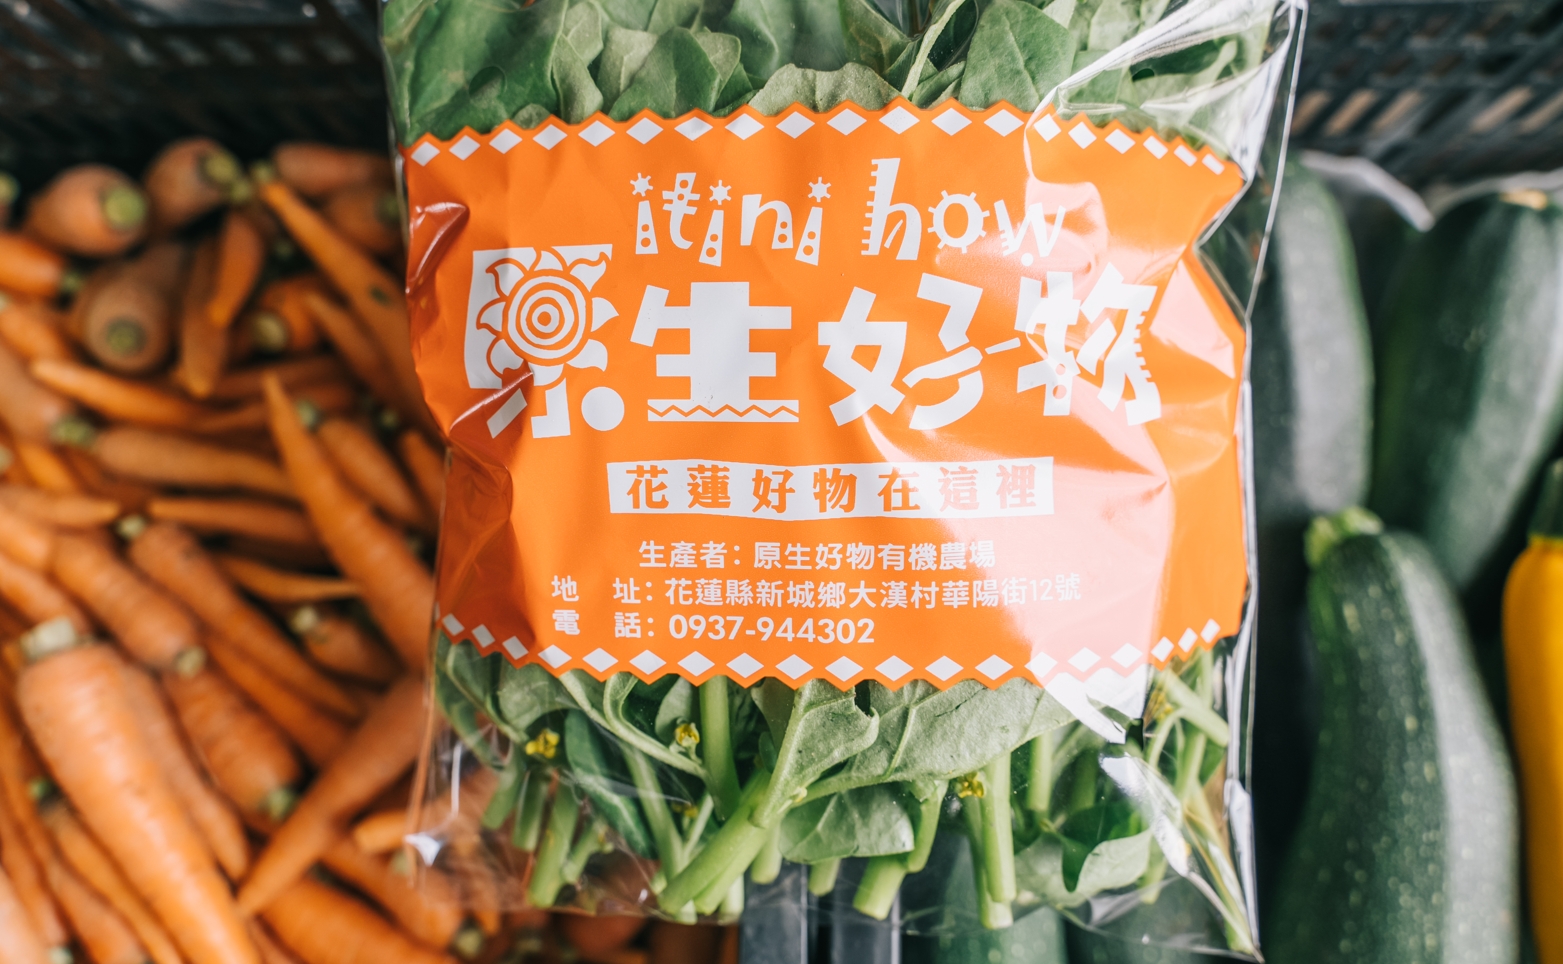 itini how
原生好物
花蓮好物在這裡
生產者：原生好物有機農場
地　址：花蓮縣新城鄉大漢村華陽街12號
電　話：0937-944302